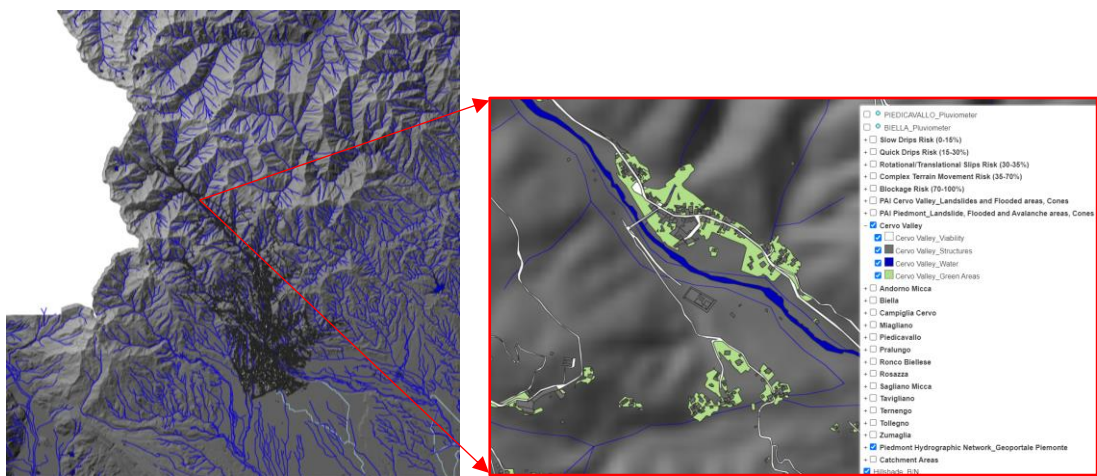 PIEDICAVALLO_Pluviometer
BIELLA_Pluviometer
Slow Drips Risk (0-15%)
Quick Drips Risk (15-30%)
Rotational/Translational Slips Risk (30-35%)
Complex Terrain Movement Risk (35-70%)
Blockage Risk (70-100%)
PAI Cervo Valley_Landslides and Flooded areas, Cones
PAI Piedmont_Landslide, Flooded and Avalanche areas, Cones
Cervo Valley
Cervo Valley_Viability
Cervo Valley_Structures
Cervo Valley_Water
Cervo Valley_Green Areas
Andorno Micca
Biella
Campiglia Cervo
Miagliano
Piedicavallo
Pralungo
Ronco Biellese
Rosazza
Sagliano Micca
Tavigliano
Ternengo
Tollegno
Zumaglia
Piedmont Hydrographic Network_Geoportale Piemonte
Catchment Areas
Hillshade_B/N